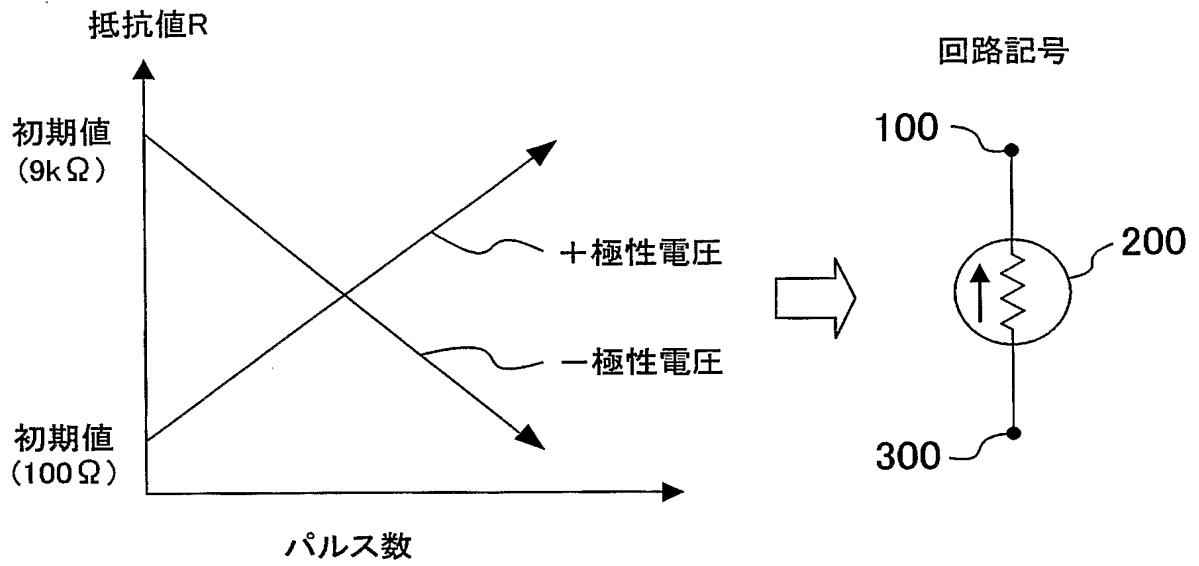 抵抗値R
初期値
(9kΩ)
初期値
(100Ω)
パルス数
＋極性電圧
－極性電圧
回路記号
100
200
300